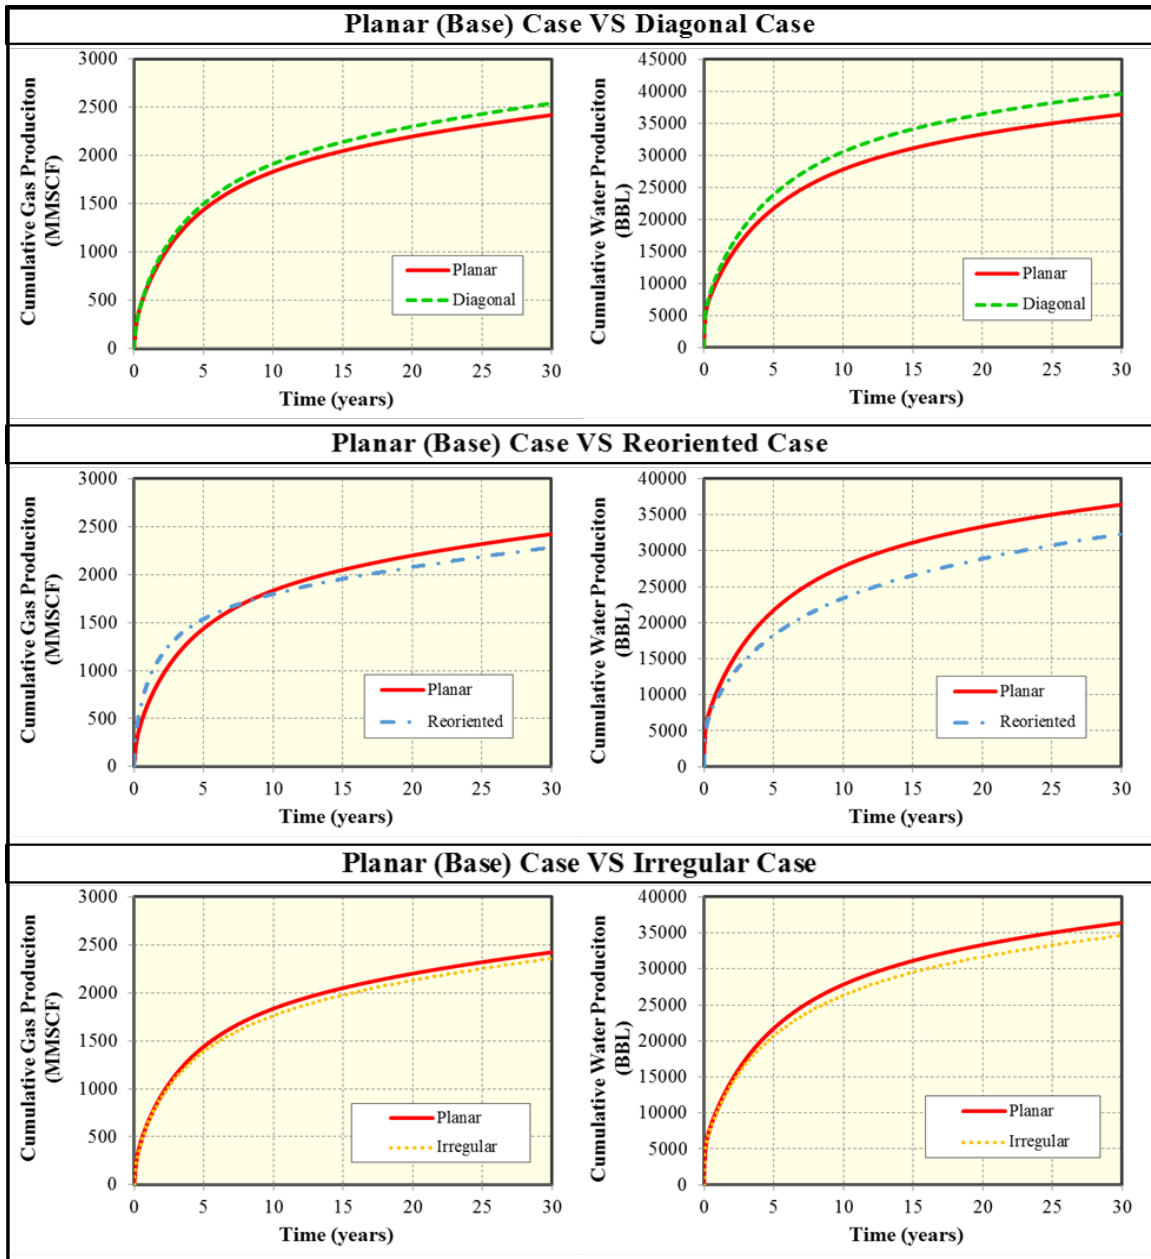 Planar (Base) Case VS Diagonal Case
Cumulative Gas Produciton
(MMSCF)
3000
2500
2000
1500
1000
500
0
Planar
Diagonal
0 5 10 15 20 25 30
Time (years)
Cumulative Water Produciton
(BBL)
45000
40000
35000
30000
25000
20000
15000
10000
5000
0
Planar
Diagonal
0 5 10 15 20 25 30
Time (years)
Planar (Base) Case VS Reoriented Case
Cumulative Gas Produciton
(MMSCF)
3000
2500
2000
1500
1000
500
0
Planar
Reoriented
0 5 10 15 20 25 30
Time (years)
Cumulative Water Produciton
(BBL)
40000
35000
30000
25000
20000
15000
10000
5000
0
Planar
Reoriented
0 5 10 15 20 25 30
Time (years)
Planar (Base) Case VS Irregular Case
Cumulative Gas Produciton
(MMSCF)
3000
2500
2000
1500
1000
500
0
Planar
Irregular
0 5 10 15 20 25 30
Time (years)
Cumulative Water Produciton
(BBL)
40000
35000
30000
25000
20000
15000
10000
5000
0
Planar
Irregular
0 5 10 15 20 25 30
Time (years)